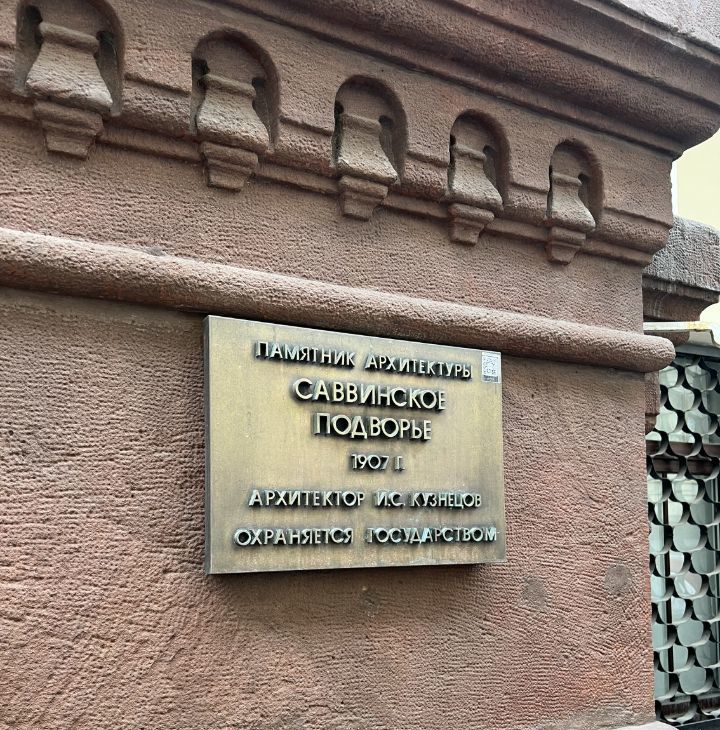 ПАМЯТНИК АРХИТЕКТУРЫ
САВВИНСКОЕ
ПОДВОРЬЕ
1907 Г.
АРХИТЕКТОР И.С. КУЗНЕЦОВ
ОХРАНЯЕТСЯ ГОСУДАРСТВОМ